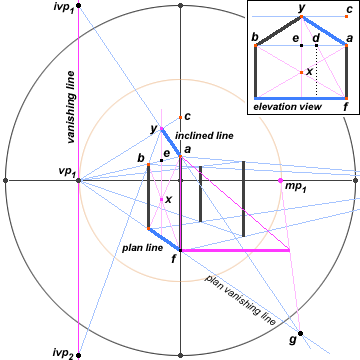 ivp1
y
c
b
e
d
a
x
f
elevation view
vanishing line
c
y
inclined line
b
e
a
vp1
x
mp1
plan line
f
plan vanishing line
g
ivp2